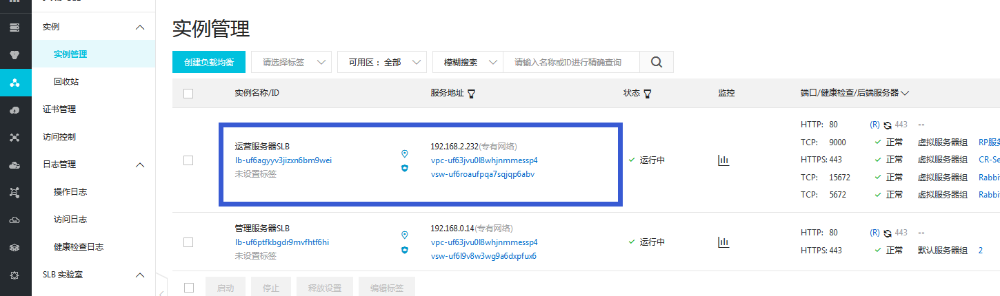 实例
实例管理
回收站
证书管理
访问控制
日志管理
操作日志
访问日志
健康检查日志
SLB 实验室
实例管理
创建负载均衡 请选择标签 可用区： 全部 模糊搜索 请输入名称或ID进行精确查询
实例名称/ID 服务地址 状态 监控 端口/健康检查/后端服务器
运营服务器SLB
lb-uf6agyyv3jizxn6bm9wei
未设置标签
192.168.2.232(专有网络)
vpc-uf63jvu0l8whjnmmessp4
vsw-uf6roaufpqa7sqjqp6abv
运行中
HTTP: 80 (R) 443 --
TCP: 9000 正常 虚拟服务器组 RP服务
HTTPS: 443 正常 虚拟服务器组 CR-Se
TCP: 15672 正常 虚拟服务器组 Rabbi
TCP: 5672 正常 虚拟服务器组 Rabbi
管理服务器SLB
lb-uf6ptfkbgdr9mvfhtf6hi
未设置标签
192.168.0.14(专有网络)
vpc-uf63jvu0l8whjnmmessp4
vsw-uf6l9v8w3wg9a6dxpfux6
运行中
HTTP: 80 (R) 443 --
HTTPS: 443 正常 默认服务器组 2
启动 停止 释放设置 编辑标签